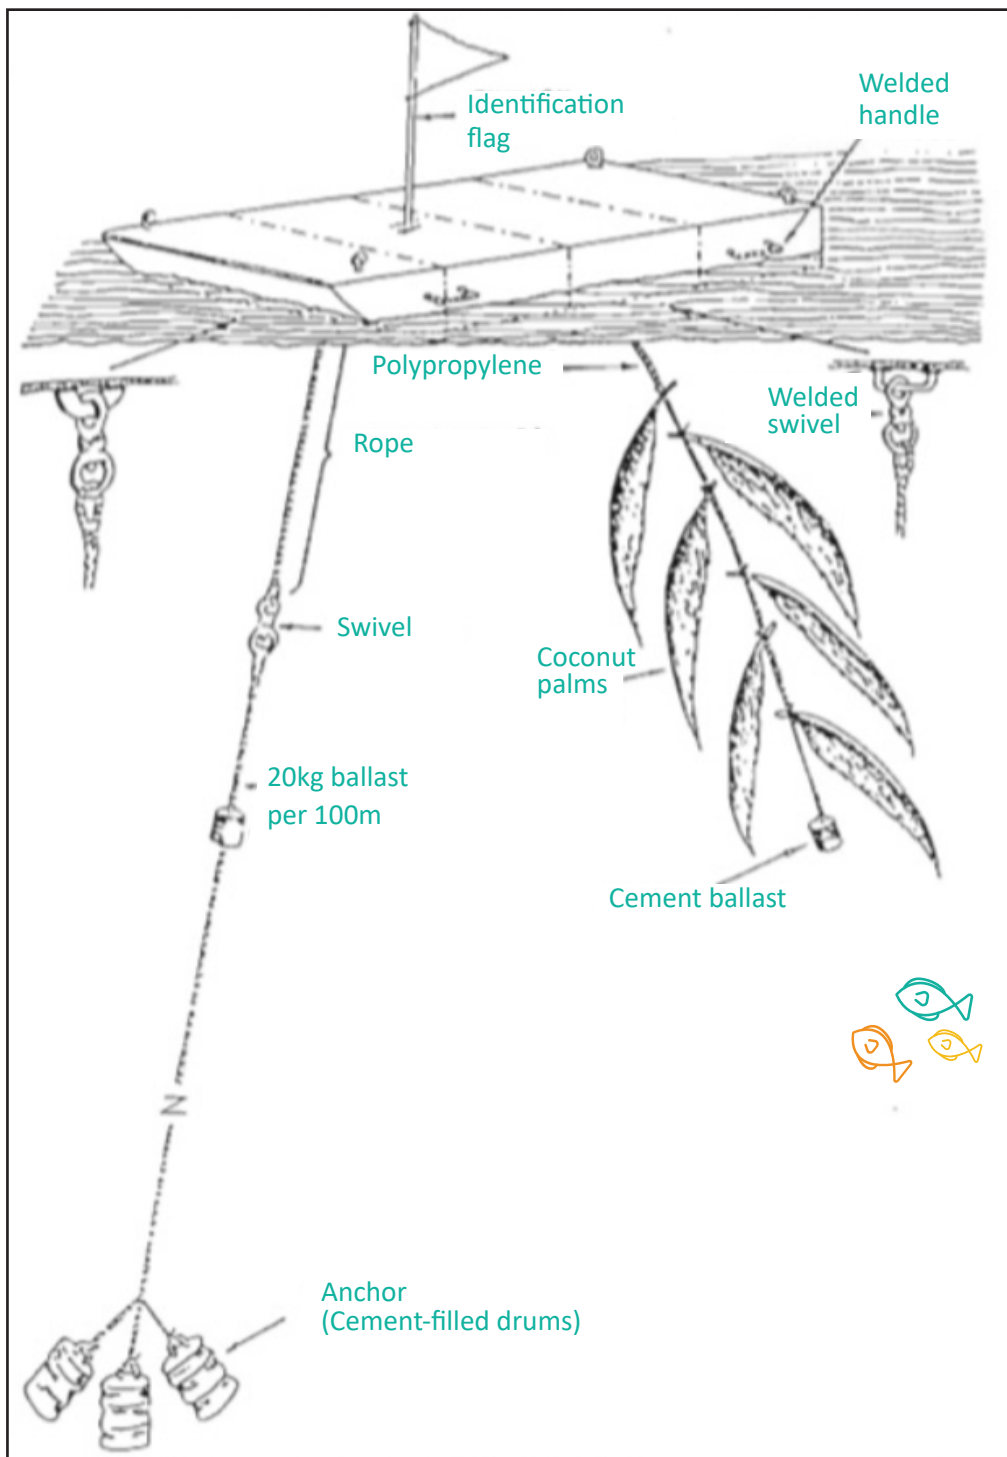 Welded
handle
Identification
flag
Polypropylene
Welded
swivel
Rope
Swivel
Coconut
palms
20kg ballast
per 100m
Cement ballast
Anchor
(Cement-filled drums)